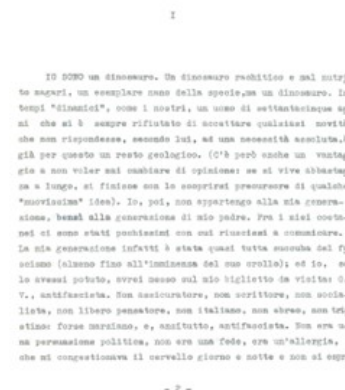 I
IO SONO un dinosauro. Un dinosauro rachitico e mal nutri
to magari, un esemplare nano della specie, ma un dinosauro. In
tempi "dinamici", come i nostri, un uomo di settantacinque an
ni che si è sempre rifiutato di accettare qualsiasi novità
che non rispondesse, secondo lui, ad una necessità assoluta, è
già per questo un resto geologico. (C'è però anche un vantag
gio a non voler mai cambiare di opinione: se si vive abbastan
za a lungo, si finisce con lo scoprirsi precursore di qualche
"nuovissima" idea). Io, poi, non appartengo alla mia genera-
zione, bensì alla generazione di mio padre. Fra i miei coeta-
nei ci sono stati pochissimi con cui riuscissi a comunicare.
La mia generazione infatti è stata quasi tutta succuba del fa
scismo (almeno fino all'imminenza del suo crollo); ed io, se
lo avessi potuto, avrei messo sul mio biglietto da visita: G.
V., antifascista. Non assicuratore, non scrittore, non socia-
lista, non libero pensatore, non italiano, non ebreo, non trie
stino: forse marziano, e, anzitutto, antifascista. Non era u
na persuasione politica, non era una fede, era un'allergia,
che mi congestionava il cervello giorno e notte e non si
- 2 -